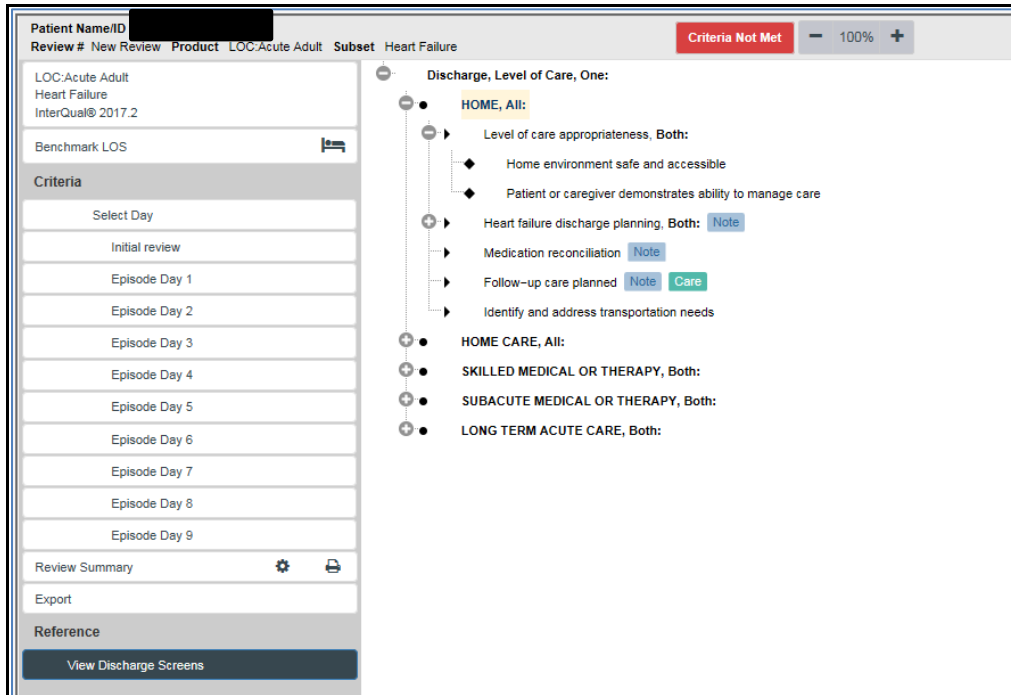 Patient Name/ID
Review # New Review Product LOC:Acute Adult Subset Heart Failure
Criteria Not Met
100%
LOC:Acute Adult
Heart Failure
InterQual® 2017.2
Benchmark LOS
Criteria
Select Day
Initial review
Episode Day 1
Episode Day 2
Episode Day 3
Episode Day 4
Episode Day 5
Episode Day 6
Episode Day 7
Episode Day 8
Episode Day 9
Review Summary
Export
Reference
View Discharge Screens
Discharge, Level of Care, One:
HOME, All:
Level of care appropriateness, Both:
Home environment safe and accessible
Patient or caregiver demonstrates ability to manage care
Heart failure discharge planning, Both: Note
Medication reconciliation Note
Follow-up care planned Note Care
Identify and address transportation needs
HOME CARE, All:
SKILLED MEDICAL OR THERAPY, Both:
SUBACUTE MEDICAL OR THERAPY, Both:
LONG TERM ACUTE CARE, Both: